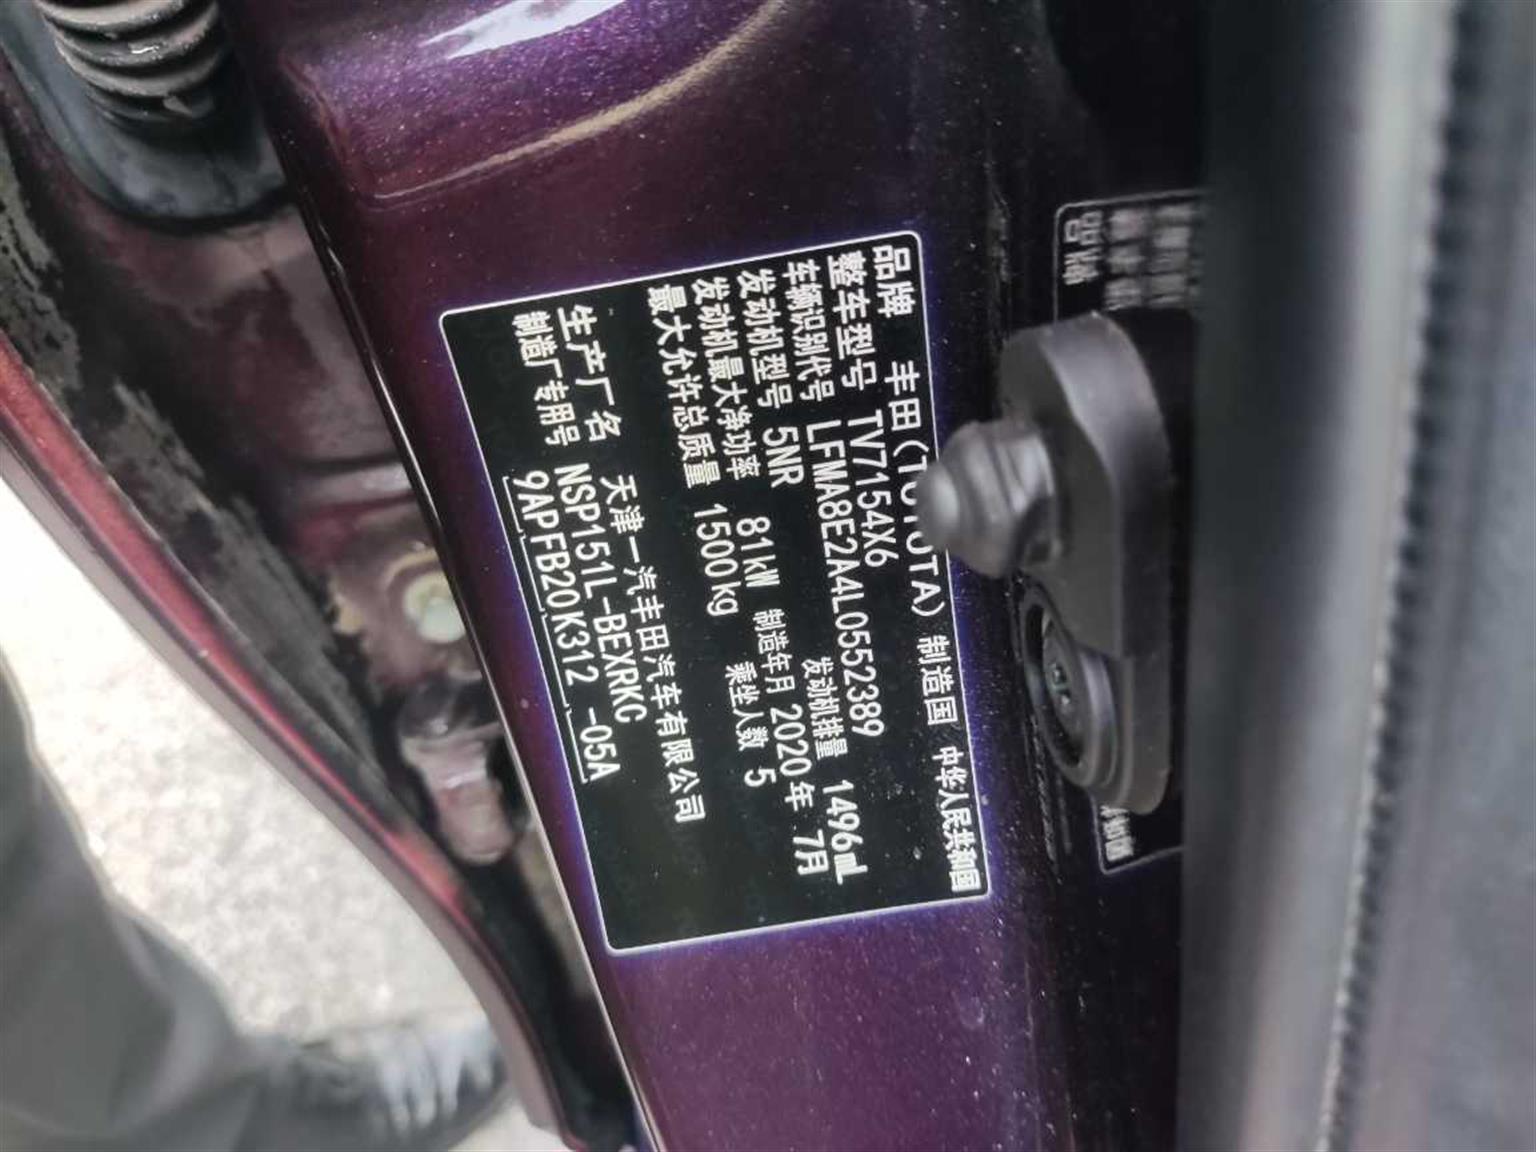 品牌 丰田(TOYOTA) 制造国 中华人民共和国
整车型号 TV7154X6
车辆识别代号 LFMA8E2A4L0552389
发动机型号 5NR 发动机排量 1496mL
发动机最大净功率 81kW 制造年月 2020年 7月
最大允许总质量 1500kg 乘坐人数 5
生产厂名 天津一汽丰田汽车有限公司
制造厂专用号 NSP151L-BEXRKC
9APFB20K312 -05A